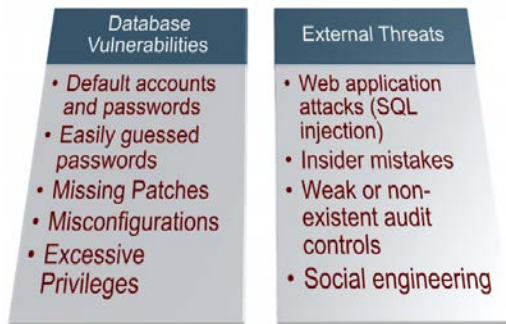 Database
Vulnerabilities
• Default accounts
and passwords
• Easily guessed
passwords
• Missing Patches
• Misconfigurations
• Excessive
Privileges
External Threats
• Web application
attacks (SQL
injection)
• Insider mistakes
• Weak or non-
existent audit
controls
• Social engineering